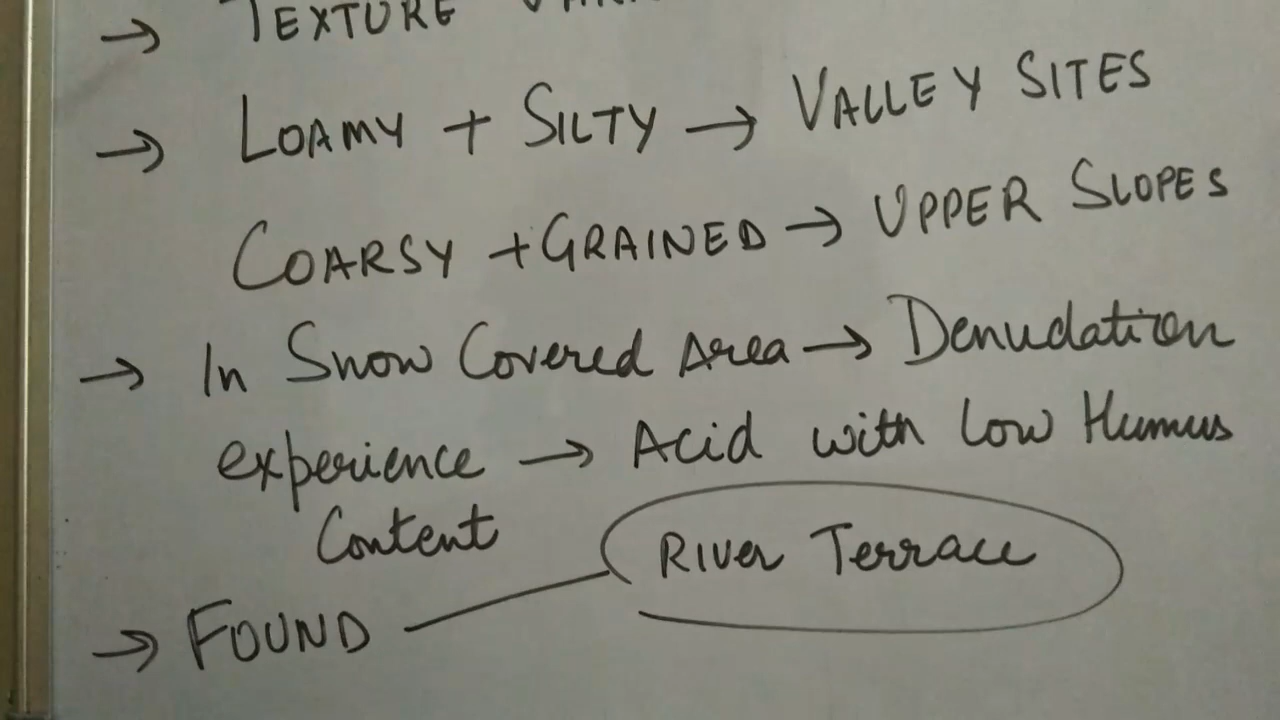 → TEXTURE
→ LOAMY + SILTY → VALLEY SITES
COARSY + GRAINED → UPPER SLOPES
→ In Snow Covered Area → Denudation
experience → Acid with low Humus
Content
River Terrace
→ FOUND